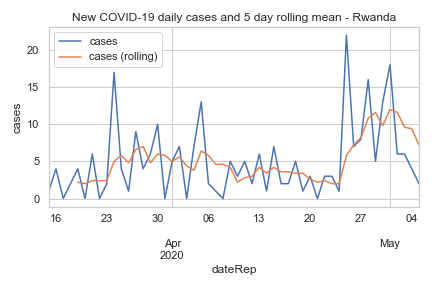 New COVID-19 daily cases and 5 day rolling mean - Rwanda
cases
cases (rolling)
cases
20
15
10
5
0
16 23 30 06 13 20 27 04
Apr May
2020
dateRep